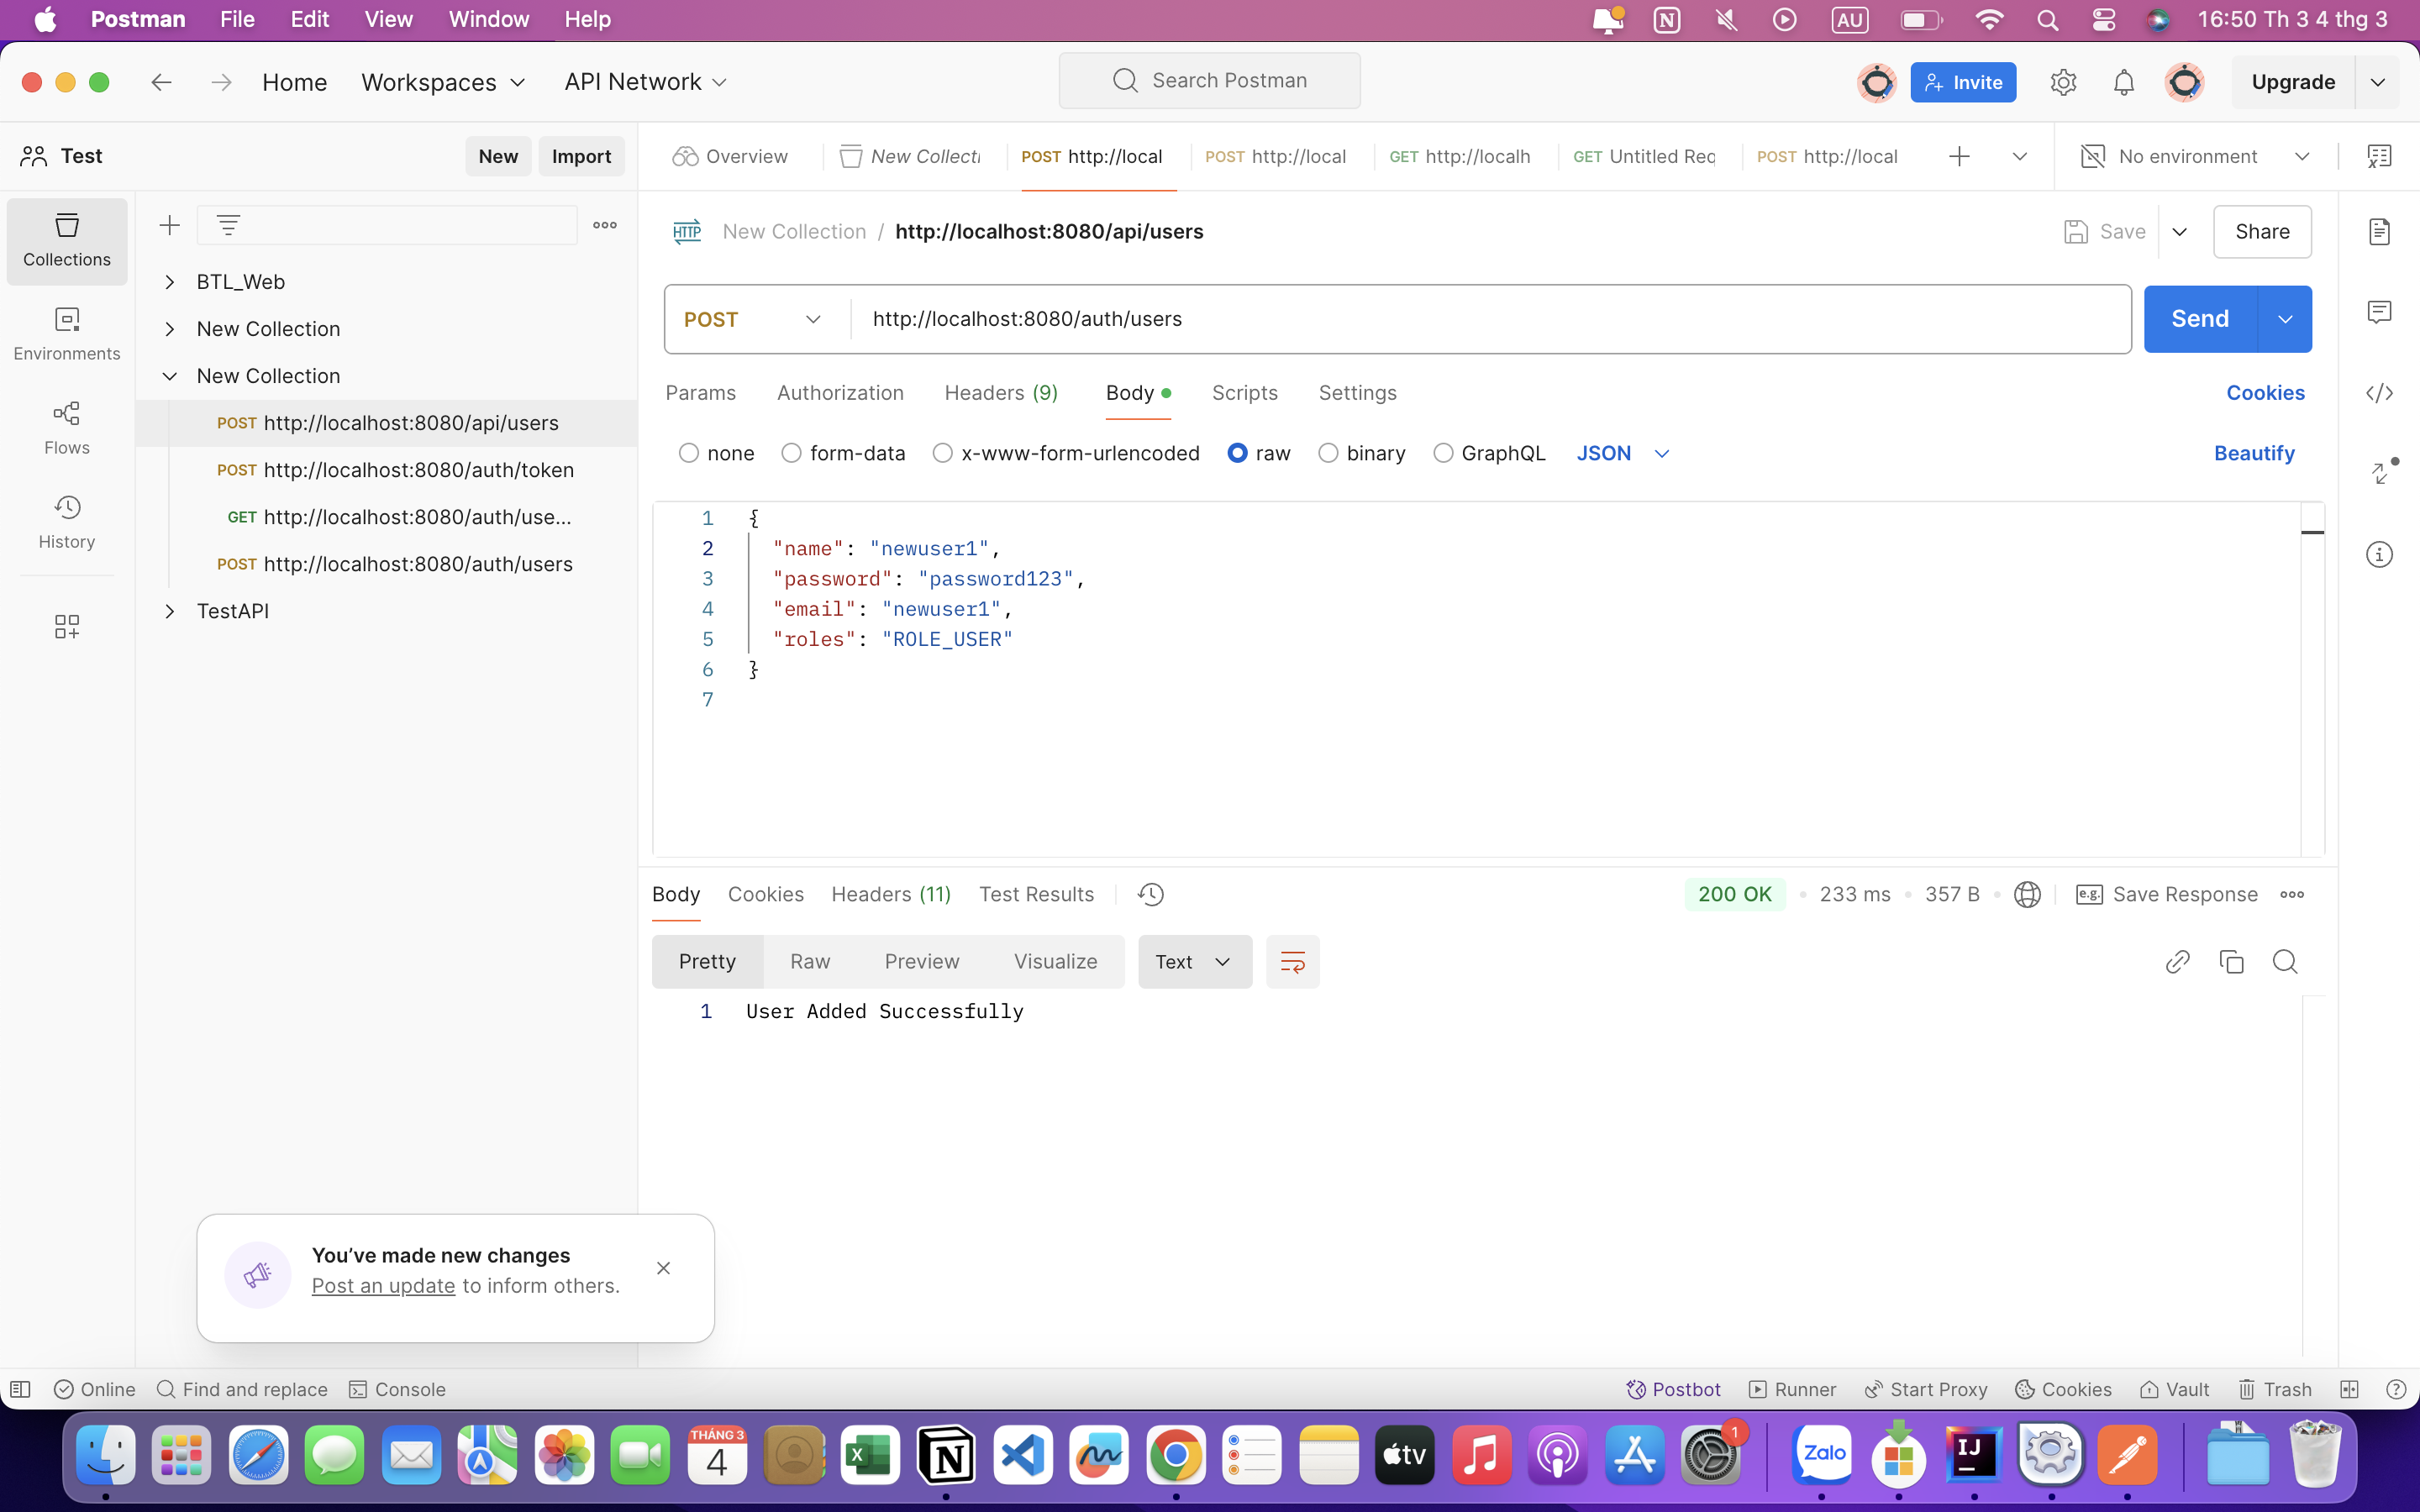 Postman File Edit View Window Help AU 16:50 Th 3 4 thg 3
Home Workspaces API Network Search Postman Invite Upgrade
Test New Import
Overview New Collecti POST http://local POST http://local GET http://localh GET Untitled Req POST http://local No environment
Collections
Environments
Flows
History
BTL_Web
New Collection
New Collection
POST http://localhost:8080/api/users
POST http://localhost:8080/auth/token
GET http://localhost:8080/auth/use...
POST http://localhost:8080/auth/users
TestAPI
HTTP New Collection / http://localhost:8080/api/users Save Share
POST http://localhost:8080/auth/users Send
Params Authorization Headers (9) Body Scripts Settings Cookies
none form-data x-www-form-urlencoded raw binary GraphQL JSON Beautify
1 {
2 "name": "newuser1",
3 "password": "password123",
4 "email": "newuser1",
5 "roles": "ROLE_USER"
6 }
7
Body Cookies Headers (11) Test Results 200 OK 233 ms 357 B e.g. Save Response
Pretty Raw Preview Visualize Text
1 User Added Successfully
You’ve made new changes
Post an update to inform others.
Online Find and replace Console Postbot Runner Start Proxy Cookies Vault Trash
THÁNG 3
4
tv
1
Zalo
IJ